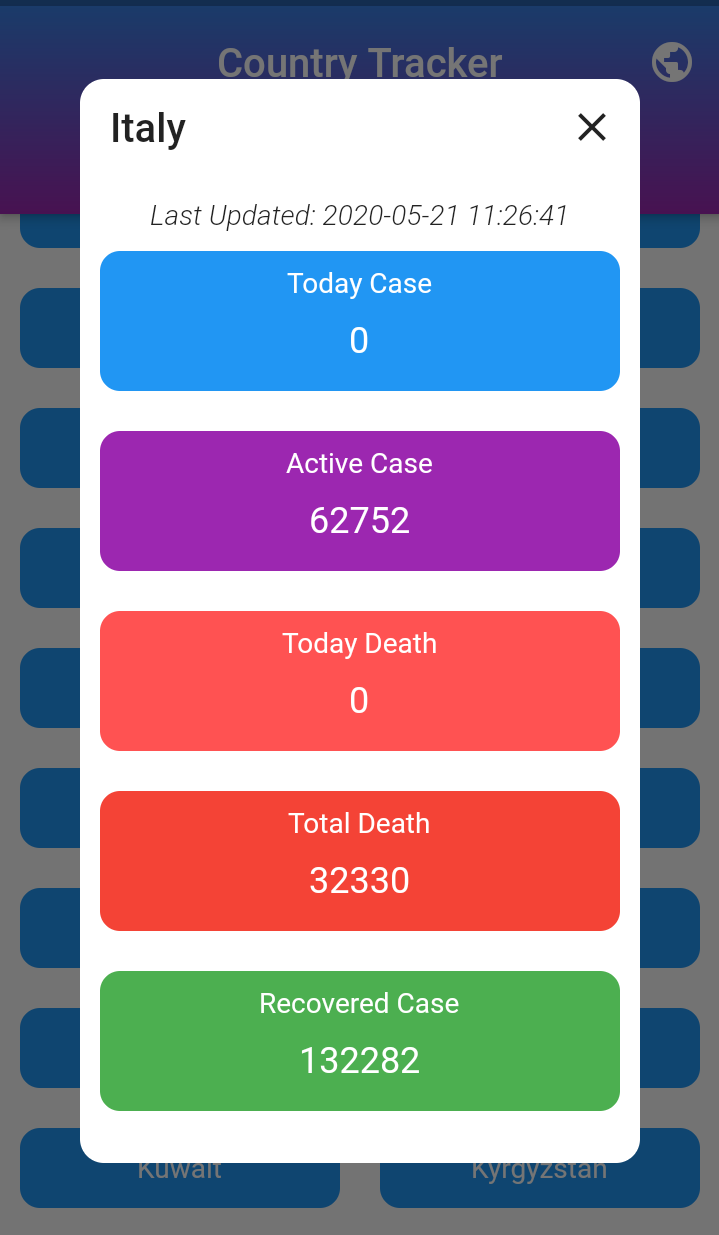 Country Tracker
Italy
Last Updated: 2020-05-21 11:26:41
Today Case
0
Active Case
62752
Today Death
0
Total Death
32330
Recovered Case
132282
Kuwait
Kyrgyzstan